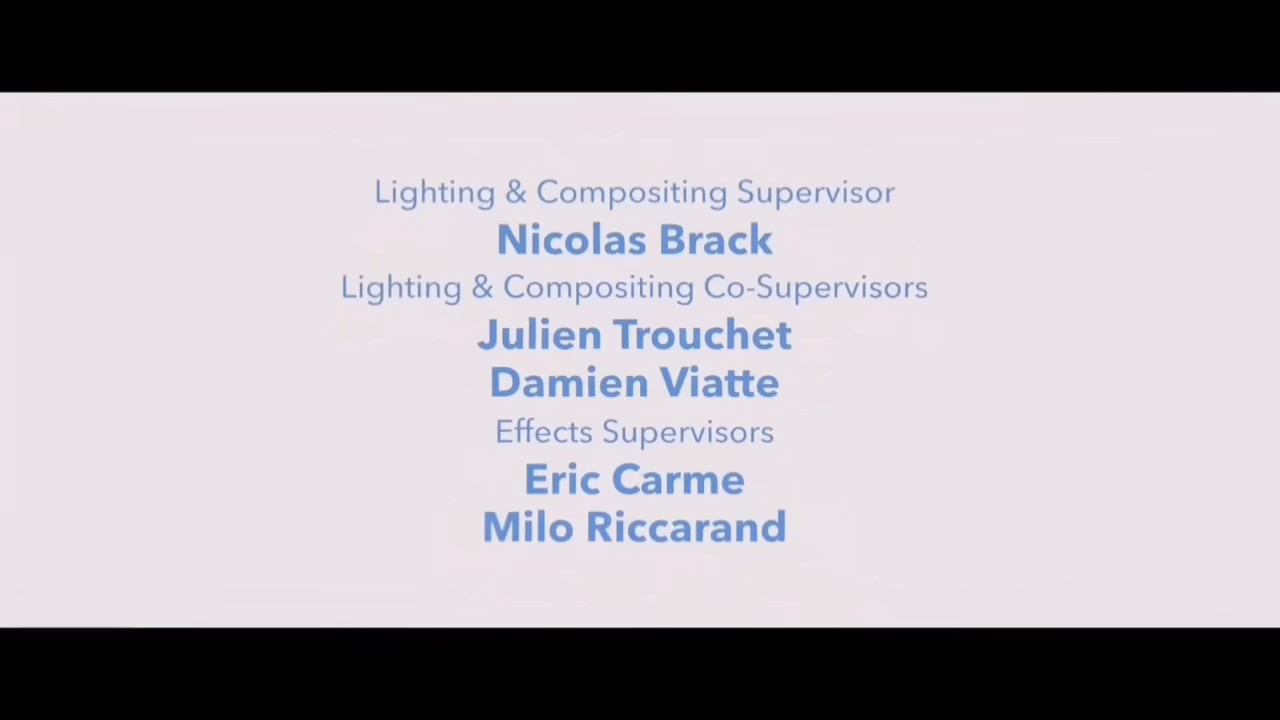 Lighting & Compositing Supervisor
Nicolas Brack
Lighting & Compositing Co-Supervisors
Julien Trouchet
Damien Viatte
Effects Supervisors
Eric Carme
Milo Riccarand